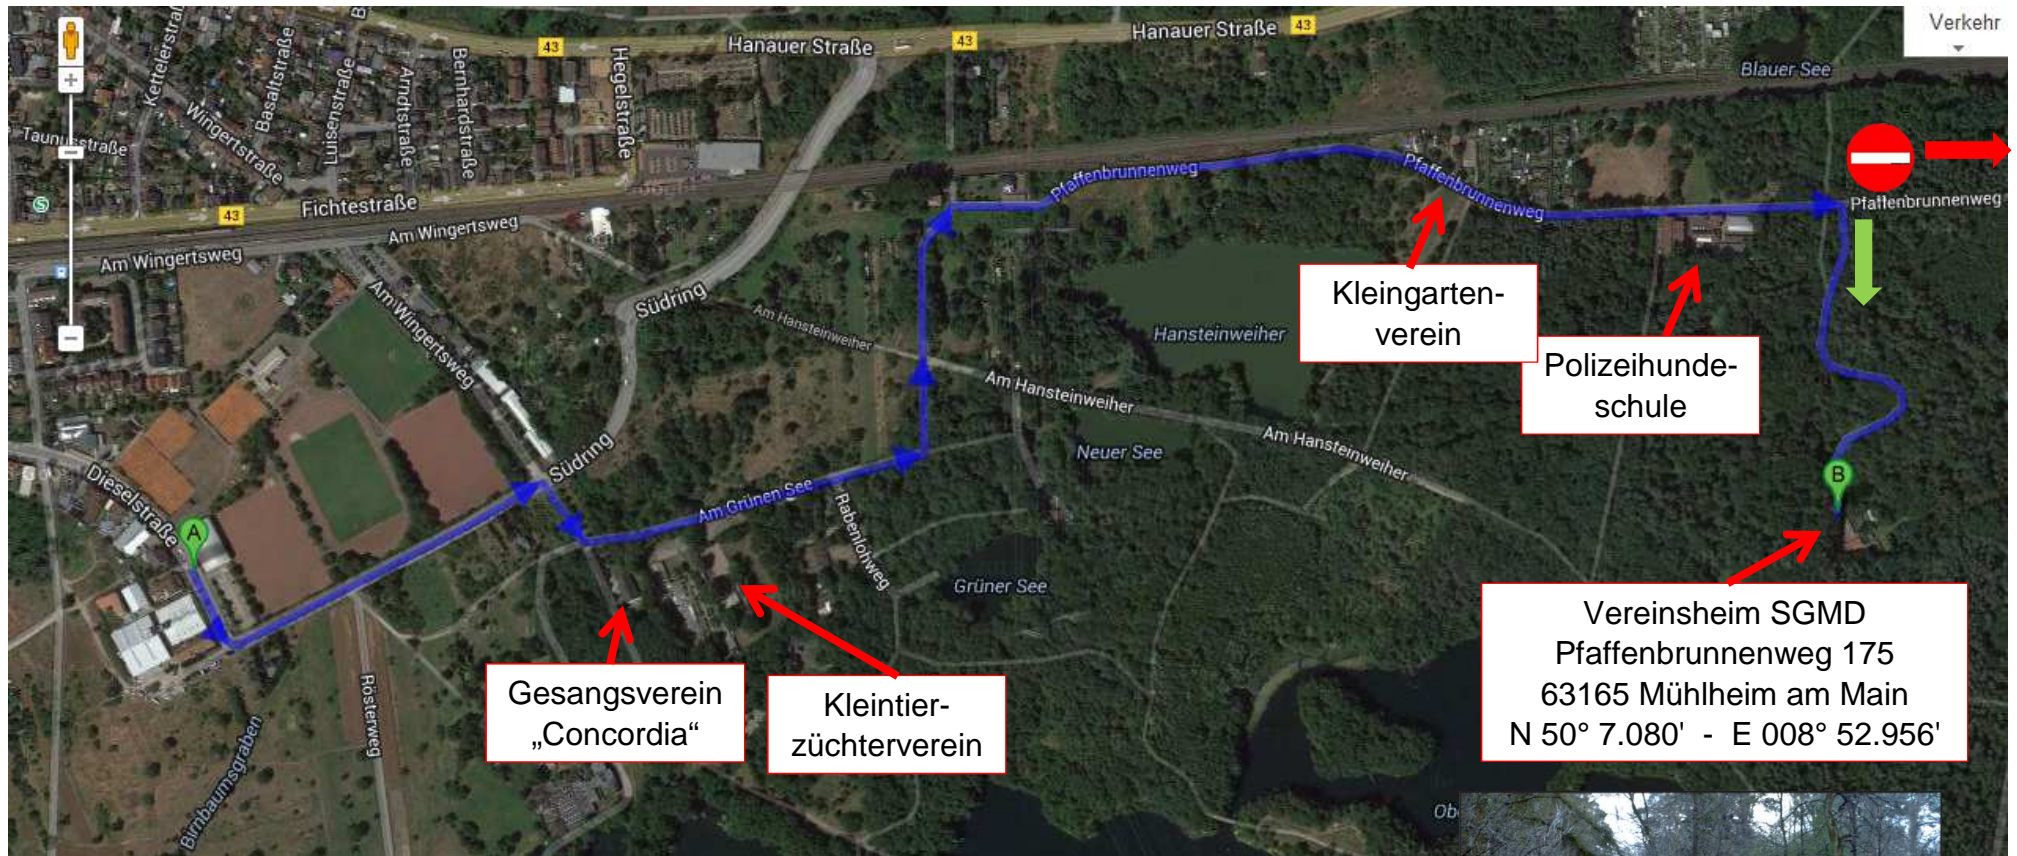 Verkehr
Hanauer Straße
Hanauer Straße
43
43
43
Blauer See
Kettelerstraße
Basaltstraße
Luisenstraße
Arndtstraße
Bernhardstraße
Hegelstraße
Wingertstraße
Taunusstraße
S
43
Fichtestraße
Am Wingertsweg
Am Wingertsweg
Am Wingertsweg
Südring
Südring
Am Hansteinweiher
Am Hansteinweiher
Am Hansteinweiher
Hansteinweiher
Neuer See
Pfaffenbrunnenweg
Pfaffenbrunnenweg
Pfaffenbrunnenweg
Pfaffenbrunnenweg
Kleingarten-
verein
Polizeihunde-
schule
Dieselstraße
A
B
Am Grünen See
Rabenlohweg
Grüner See
Rösterweg
Birnbaumsgraben
Gesangsverein
„Concordia“
Kleintier-
züchterverein
Vereinsheim SGMD
Pfaffenbrunnenweg 175
63165 Mühlheim am Main
N 50° 7.080' - E 008° 52.956'